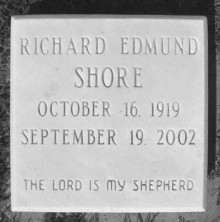 RICHARD EDMUND
SHORE
OCTOBER 16, 1919
SEPTEMBER 19, 2002
THE LORD IS MY SHEPHERD